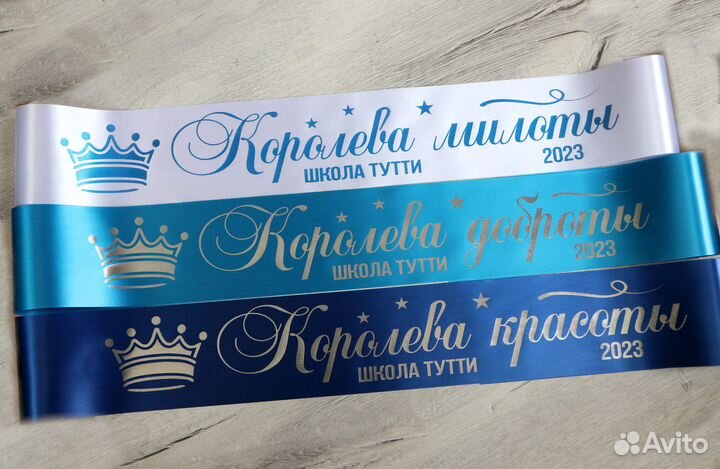 Королева милоты
ШКОЛА ТУТТИ 2023
Королева доброты
ШКОЛА ТУТТИ 2023
Королева красоты
ШКОЛА ТУТТИ 2023
Avito